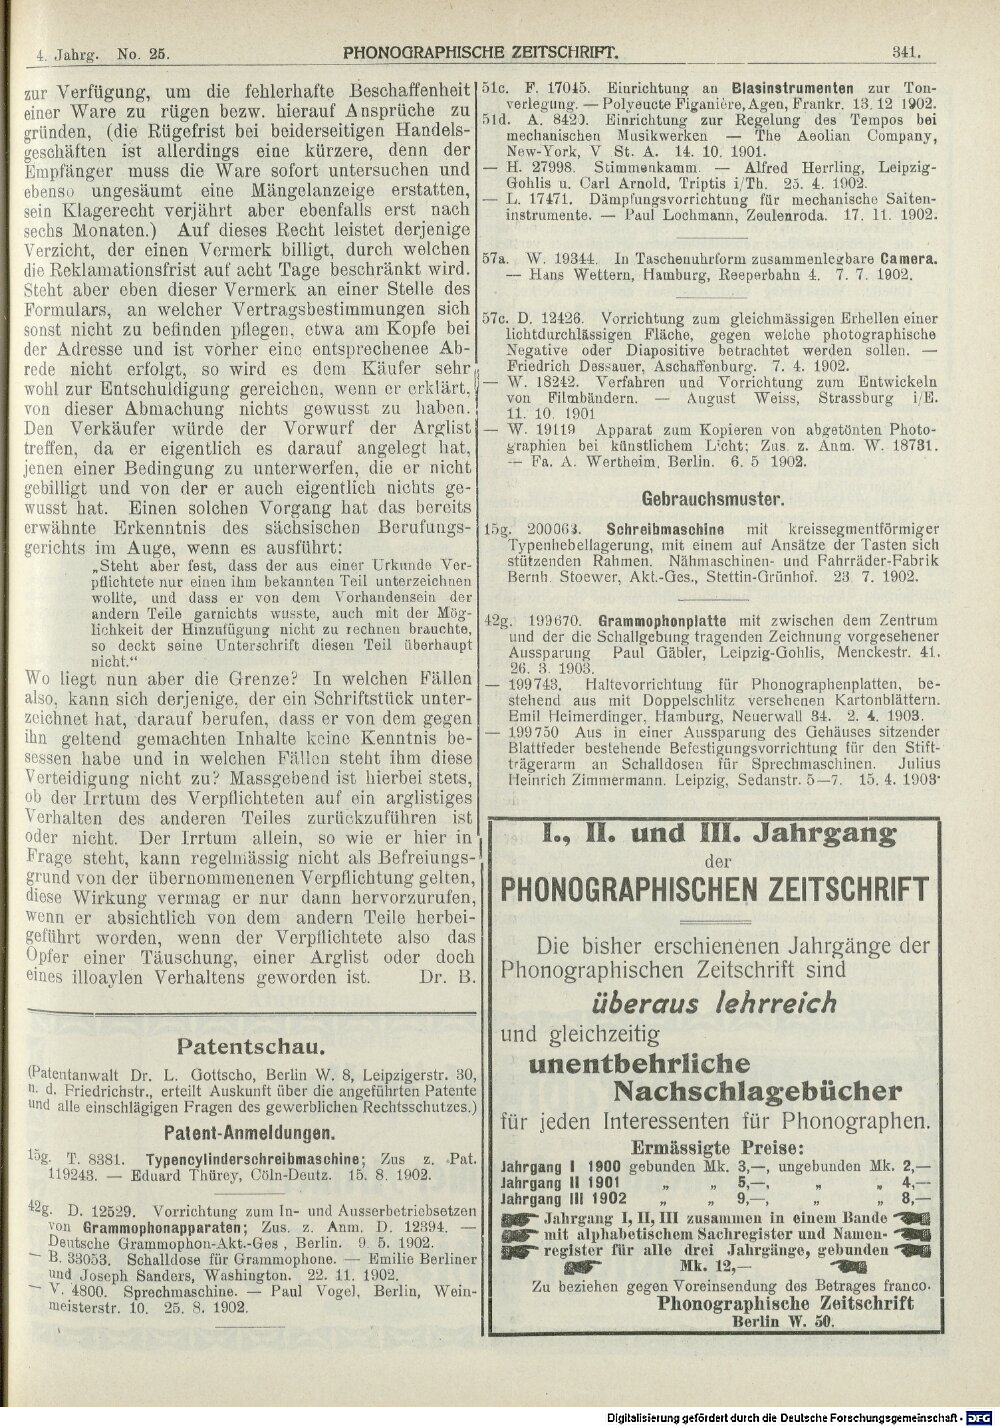 4. Jahrg. No. 25.
PHONOGRAPHISCHE ZEITSCHRIFT.
341.
zur Verfügung, um die fehlerhafte Beschaffenheit
einer Ware zu rügen bezw. hierauf Ansprüche zu
gründen, (die Rügefrist bei beiderseitigen Handels-
geschäften ist allerdings eine kürzere, denn der
Empfänger muss die Ware sofort untersuchen und
ebenso ungesäumt eine Mängelanzeige erstatten,
sein Klagerecht verjährt aber ebenfalls erst nach
sechs Monaten.) Auf dieses Recht leistet derjenige
Verzicht, der einen Vermerk billigt, durch welchen
die Reklamationsfrist auf acht Tage beschränkt wird.
Steht aber eben dieser Vermerk an einer Stelle des
Formulars, an welcher Vertragsbestimmungen sich
sonst nicht zu befinden pflegen, etwa am Kopfe bei
der Adresse und ist vorher eine entsprechenee Ab-
rede nicht erfolgt, so wird es dem Käufer sehr
wohl zur Entschuldigung gereichen, wenn er erklärt,
von dieser Abmachung nichts gewusst zu haben.
Den Verkäufer würde der Vorwurf der Arglist
treffen, da er eigentlich es darauf angelegt hat,
jenen einer Bedingung zu unterwerfen, die er nicht
gebilligt und von der er auch eigentlich nichts ge-
wusst hat. Einen solchen Vorgang hat das bereits
erwähnte Erkenntnis des sächsischen Berufungs-
gerichts im Auge, wenn es ausführt:
„Steht aber fest, dass der aus einer Urkunde Ver-
pflichtete nur einen ihm bekannten Teil unterzeichnen
wollte, und dass er von dem Vorhandensein der
andern Teile garnichts wusste, auch mit der Mög-
lichkeit der Hinzufügung nicht zu rechnen brauchte,
so deckt seine Unterschrift diesen Teil überhaupt
nicht.“
Wo liegt nun aber die Grenze? In welchen Fällen
also, kann sich derjenige, der ein Schriftstück unter-
zeichnet hat, darauf berufen, dass er von dem gegen
ihn geltend gemachten Inhalte keine Kenntnis be-
sessen habe und in welchen Fällen steht ihm diese
Verteidigung nicht zu? Massgebend ist hierbei stets,
ob der Irrtum des Verpflichteten auf ein arglistiges
Verhalten des anderen Teiles zurückzuführen ist
oder nicht. Der Irrtum allein, so wie er hier in
Frage steht, kann regelmässig nicht als Befreiungs-
grund von der übernommenenen Verpflichtung gelten,
diese Wirkung vermag er nur dann hervorzurufen,
wenn er absichtlich von dem andern Teile herbei-
geführt worden, wenn der Verpflichtete also das
Opfer einer Täuschung, einer Arglist oder doch
eines illoaylen Verhaltens geworden ist. Dr. B.
Patentschau.
(Patentanwalt Dr. L. Gottscho, Berlin W. 8, Leipzigerstr. 30,
n. d. Friedrichstr., erteilt Auskunft über die angeführten Patente
und alle einschlägigen Fragen des gewerblichen Rechtsschutzes.)
Patent-Anmeldungen.
15g. T. 8381. Typencylinderschreibmaschine; Zus z. Pat.
119243. — Eduard Thürey, Cöln-Deutz. 15. 8. 1902.
42g. D. 12529. Vorrichtung zum In- und Ausserbetriebsetzen
von Grammophonapparaten; Zus. z. Anm. D. 12394. —
Deutsche Grammophon-Akt.-Ges, Berlin. 9 5. 1902.
— B. 33053. Schalldose für Grammophone. — Emilie Berliner
und Joseph Sanders, Washington. 22. 11. 1902.
— V. 4800. Sprechmaschine. — Paul Vogel, Berlin, Wein-
meisterstr. 10. 25. 8. 1902.
51c. F. 17045. Einrichtung an Blasinstrumenten zur Ton-
verlegung. — Polyeucte Figanière, Agen, Frankr. 13. 12 1902.
51d. A. 8420. Einrichtung zur Regelung des Tempos bei
mechanischen Musikwerken — The Aeolian Company,
New-York, V St. A. 14. 10. 1901.
— H. 27998. Stimmenkamm. — Alfred Herrling, Leipzig-
Gohlis u. Carl Arnold, Triptis i/Th. 25. 4. 1902.
— L. 17471. Dämpfungsvorrichtung für mechanische Saiten-
instrumente. — Paul Lochmann, Zeulenroda. 17. 11. 1902.
57a. W. 19344. In Taschenuhrform zusammenlegbare Camera.
— Hans Wettern, Hamburg, Reeperbahn 4. 7. 7. 1902.
57c. D. 12426. Vorrichtung zum gleichmässigen Erhellen einer
lichtdurchlässigen Fläche, gegen welche photographische
Negative oder Diapositive betrachtet werden sollen. —
Friedrich Dessauer, Aschaffenburg. 7. 4. 1902.
— W. 18242. Verfahren und Vorrichtung zum Entwickeln
von Filmbändern. — August Weiss, Strassburg i/E.
11. 10. 1901
— W. 19119 Apparat zum Kopieren von abgetönten Photo-
graphien bei künstlichem Licht; Zus z. Anm. W. 18731.
— Fa. A. Wertheim, Berlin. 6. 5 1902.
Gebrauchsmuster.
15g. 200063. Schreibmaschine mit kreissegmentförmiger
Typenhebellagerung, mit einem auf Ansätze der Tasten sich
stützenden Rahmen. Nähmaschinen- und Fahrräder-Fabrik
Bernh. Stoewer, Akt.-Ges., Stettin-Grünhof. 23. 7. 1902.
42g. 199670. Grammophonplatte mit zwischen dem Zentrum
und der die Schallgebung tragenden Zeichnung vorgesehener
Aussparung Paul Gäbler, Leipzig-Gohlis, Menckestr. 41.
26. 3. 1903.
— 199743. Haltevorrichtung für Phonographenplatten, be-
stehend aus mit Doppelschlitz versehenen Kartonblättern.
Emil Heimerdinger, Hamburg, Neuerwall 34. 2. 4. 1903.
— 199750 Aus in einer Aussparung des Gehäuses sitzender
Blattfeder bestehende Befestigungsvorrichtung für den Stift-
trägerarm an Schalldosen für Sprechmaschinen. Julius
Heinrich Zimmermann. Leipzig, Sedanstr. 5—7. 15. 4. 1903·
I., II. und III. Jahrgang
der
PHONOGRAPHISCHEN ZEITSCHRIFT
Die bisher erschienenen Jahrgänge der
Phonographischen Zeitschrift sind
überaus lehrreich
und gleichzeitig
unentbehrliche
Nachschlagebücher
für jeden Interessenten für Phonographen.
Ermässigte Preise:
Jahrgang I 1900 gebunden Mk. 3,—, ungebunden Mk. 2,—
Jahrgang II 1901 „ „ 5,—, „ „ 4,—
Jahrgang III 1902 „ „ 9,—, „ „ 8,—
Jahrgang I, II, III zusammen in einem Bande
mit alphabetischem Sachregister und Namen-
register für alle drei Jahrgänge, gebunden
Mk. 12,—
Zu beziehen gegen Voreinsendung des Betrages franco.
Phonographische Zeitschrift
Berlin W. 50.
Digitalisierung gefördert durch die Deutsche Forschungsgemeinschaft - DFG